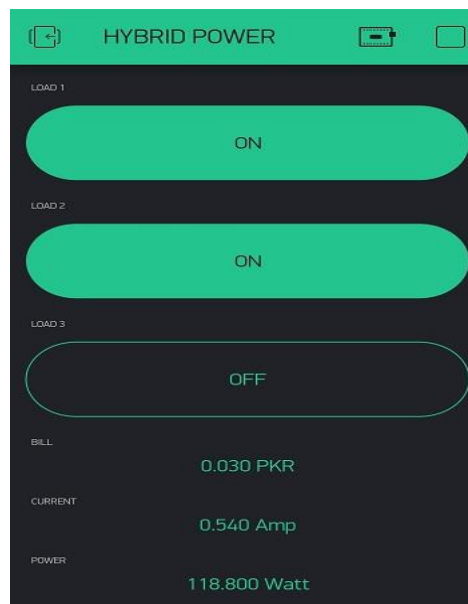 HYBRID POWER
LOAD 1
ON
LOAD 2
ON
LOAD 3
OFF
BILL
0.030 PKR
CURRENT
0.540 Amp
POWER
118.800 Watt